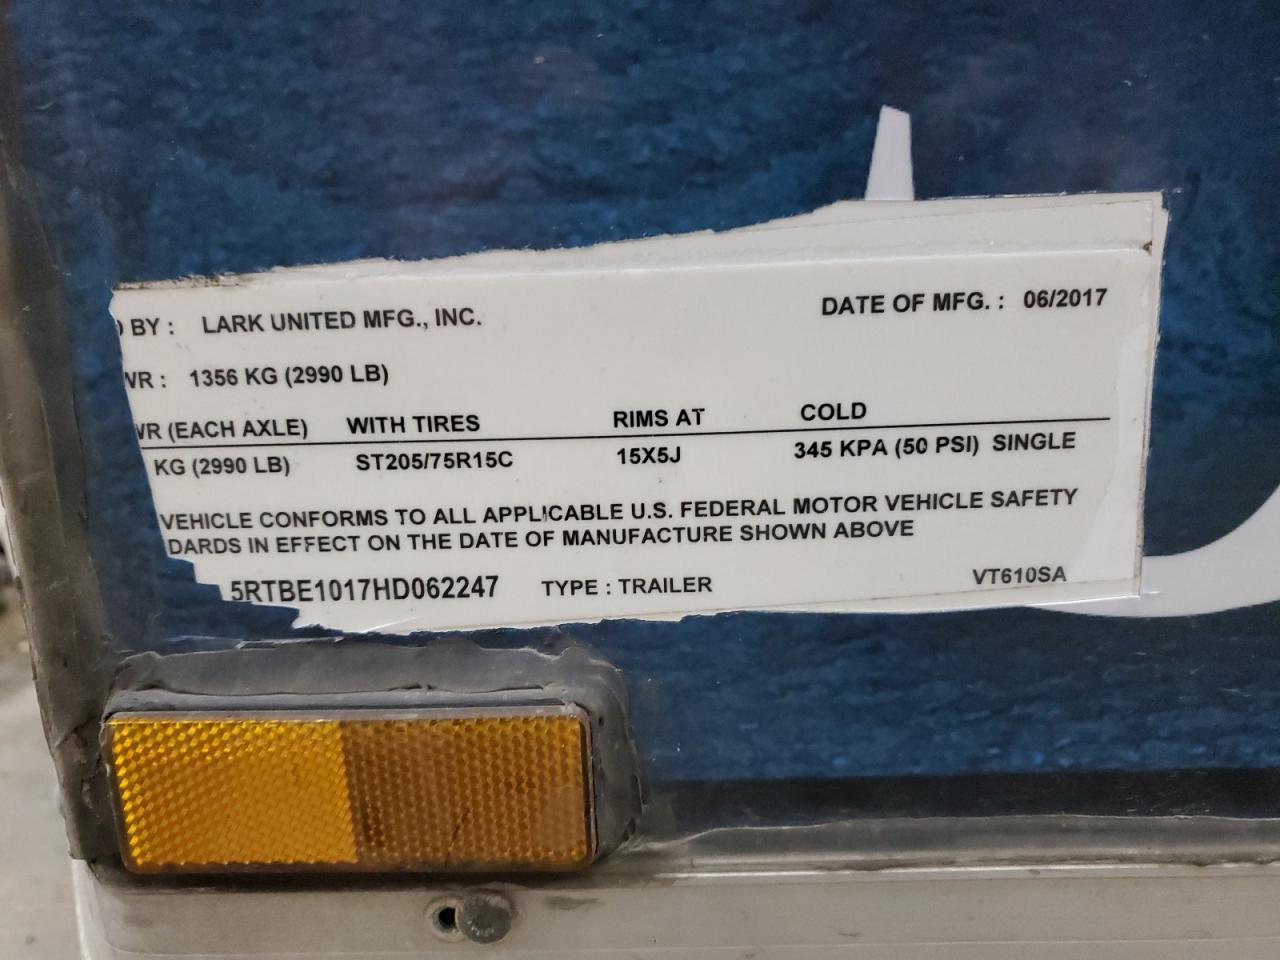 BY : LARK UNITED MFG., INC. DATE OF MFG. : 06/2017
WR : 1356 KG (2990 LB)
WR (EACH AXLE) WITH TIRES RIMS AT COLD
KG (2990 LB) ST205/75R15C 15X5J 345 KPA (50 PSI) SINGLE
VEHICLE CONFORMS TO ALL APPLICABLE U.S. FEDERAL MOTOR VEHICLE SAFETY
DARDS IN EFFECT ON THE DATE OF MANUFACTURE SHOWN ABOVE
5RTBE1017HD062247 TYPE : TRAILER VT610SA